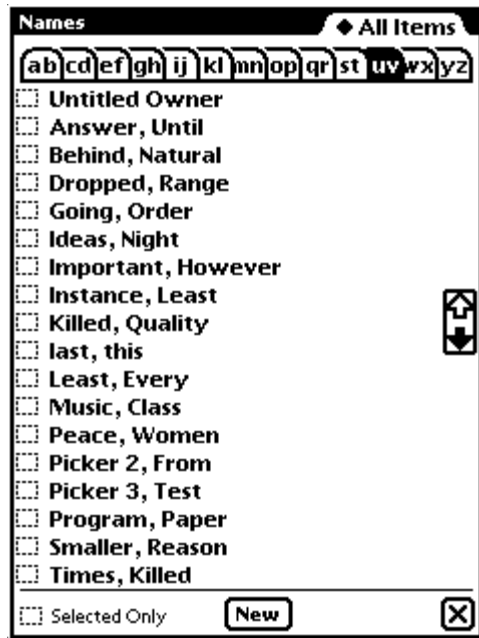 Names ◆ All Items
ab cd ef gh ij kl mn op qr st uv wx yz
Untitled Owner
Answer, Until
Behind, Natural
Dropped, Range
Going, Order
Ideas, Night
Important, However
Instance, Least
Killed, Quality
last, this
Least, Every
Music, Class
Peace, Women
Picker 2, From
Picker 3, Test
Program, Paper
Smaller, Reason
Times, Killed
Selected Only New